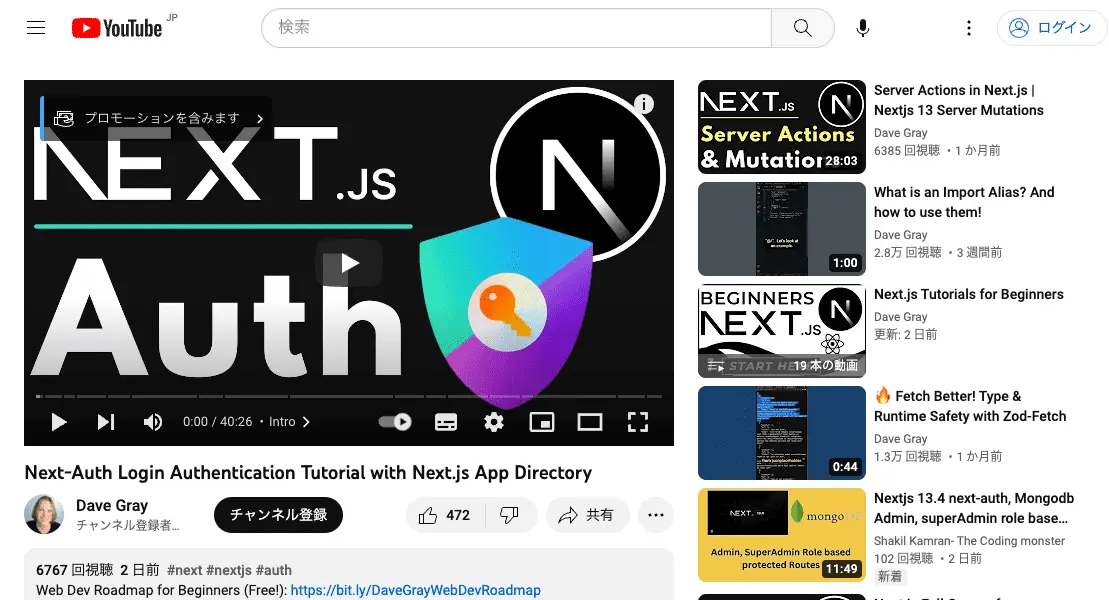 YouTube JP
検索
ログイン
プロモーションを含みます
NEXT.JS
N
Auth
0:00 / 40:26 ・ Intro
Next-Auth Login Authentication Tutorial with Next.js App Directory
Dave Gray
チャンネル登録者...
チャンネル登録
472
共有
6767 回視聴 2 日前 #next #nextjs #auth
Web Dev Roadmap for Beginners (Free!): https://bit.ly/DaveGrayWebDevRoadmap
NEXT.JS
N
Server Actions
& Mutation
28:03
Server Actions in Next.js |
Nextjs 13 Server Mutations
Dave Gray
6385 回視聴 ・1 か月前
1:00
What is an Import Alias? And
how to use them!
Dave Gray
2.8万 回視聴 ・3 週間前
BEGINNERS
NEXT.JS
N
START HE
19 本の動画
Next.js Tutorials for Beginners
Dave Gray
更新: 2 日前
0:44
🔥 Fetch Better! Type &
Runtime Safety with Zod-Fetch
Dave Gray
1.3万 回視聴 ・1 か月前
NEXT.JS 13.4
mongo
Admin, SuperAdmin Role based
protected Routes
11:49
Nextjs 13.4 next-auth, Mongodb
Admin, superAdmin role base...
Shakil Kamran- The Coding monster
102 回視聴 ・2 日前
新着